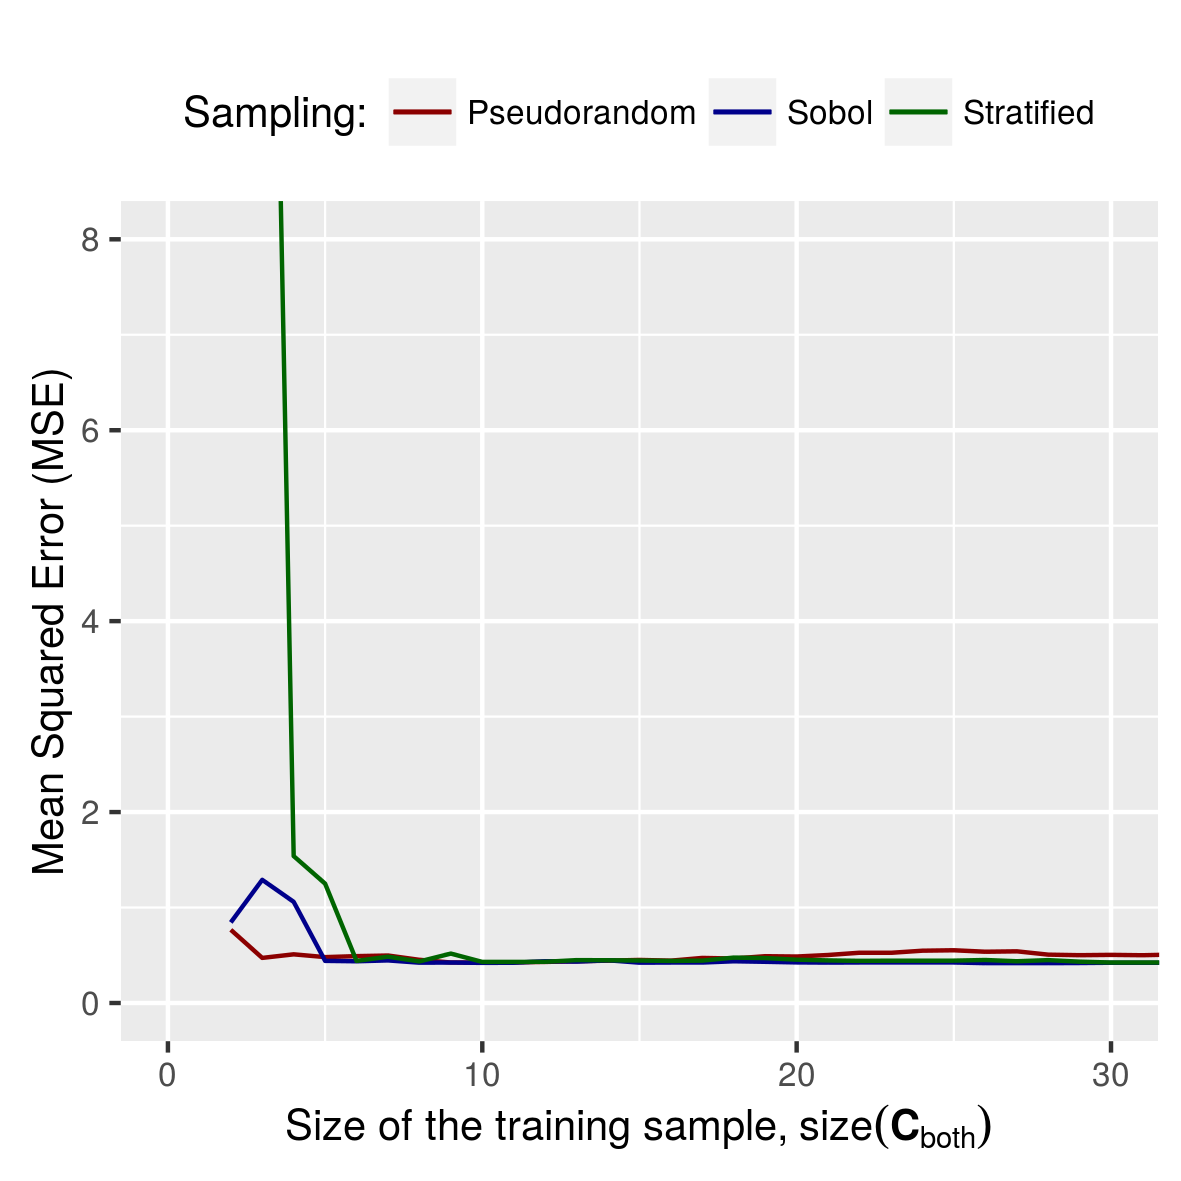 Sampling: Pseudorandom Sobol Stratified
Mean Squared Error (MSE)
8
6
4
2
0
0 10 20 30
Size of the training sample, size(C_both)